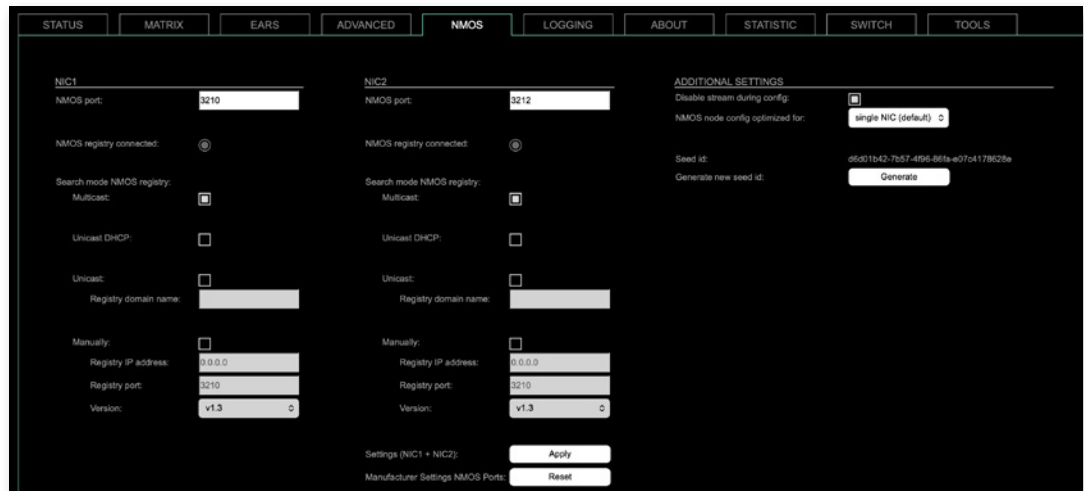 STATUS MATRIX EARS ADVANCED NMOS LOGGING ABOUT STATISTIC SWITCH TOOLS
NIC1
NMOS port: 3210
NMOS registry connected:
Search mode NMOS registry:
Multicast:
Unicast DHCP:
Unicast:
Registry domain name:
Manually:
Registry IP address: 0.0.0.0
Registry port: 3210
Version: v1.3
NIC2
NMOS port: 3212
NMOS registry connected:
Search mode NMOS registry:
Multicast:
Unicast DHCP:
Unicast:
Registry domain name:
Manually:
Registry IP address: 0.0.0.0
Registry port: 3210
Version: v1.3
Settings (NIC1 + NIC2): Apply
Manufacturer Settings NMOS Ports: Reset
ADDITIONAL SETTINGS
Disable stream during config:
NMOS node config optimized for: single NIC (default)
Seed id: d6d01b42-7b57-4f96-86fa-e07c4178628e
Generate new seed id: Generate